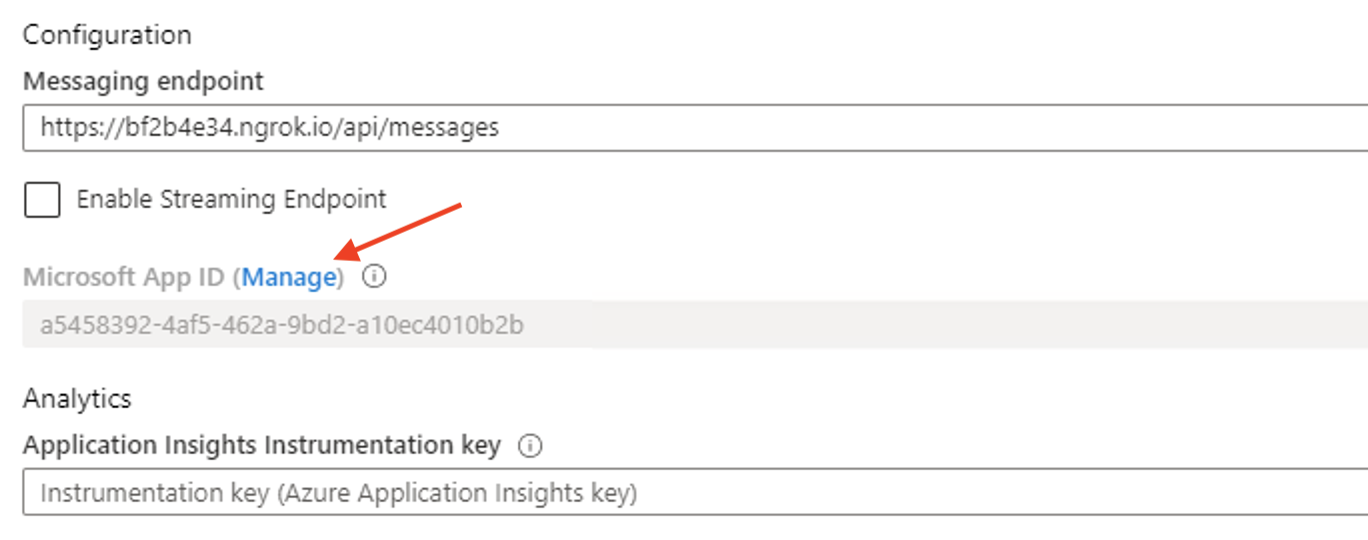 Configuration
Messaging endpoint
https://bf2b4e34.ngrok.io/api/messages
Enable Streaming Endpoint
Microsoft App ID (Manage)
a5458392-4af5-462a-9bd2-a10ec4010b2b
Analytics
Application Insights Instrumentation key
Instrumentation key (Azure Application Insights key)